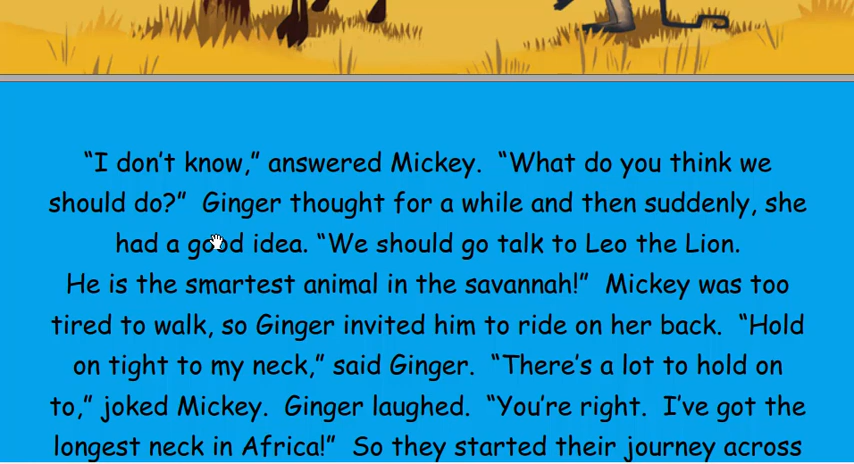 “I don’t know,” answered Mickey.  “What do you think we
should do?”  Ginger thought for a while and then suddenly, she
had a good idea. “We should go talk to Leo the Lion.
He is the smartest animal in the savannah!”  Mickey was too
tired to walk, so Ginger invited him to ride on her back.  “Hold
on tight to my neck,” said Ginger.  “There’s a lot to hold on
to,” joked Mickey.  Ginger laughed.  “You’re right.  I’ve got the
longest neck in Africa!”  So they started their journey across